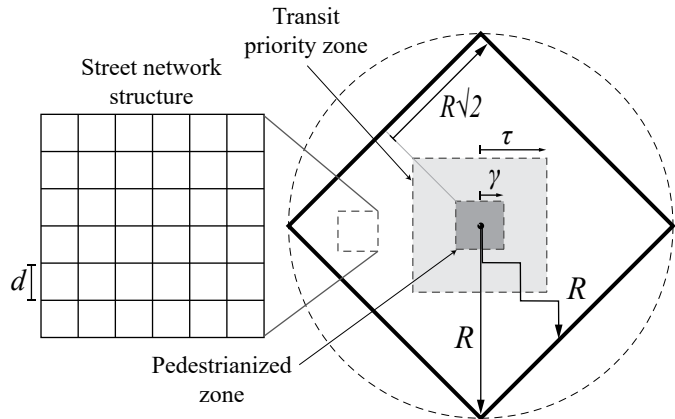 Transit
priority zone
Street network
structure
R√2
τ
γ
d
R
R
Pedestrianized
zone